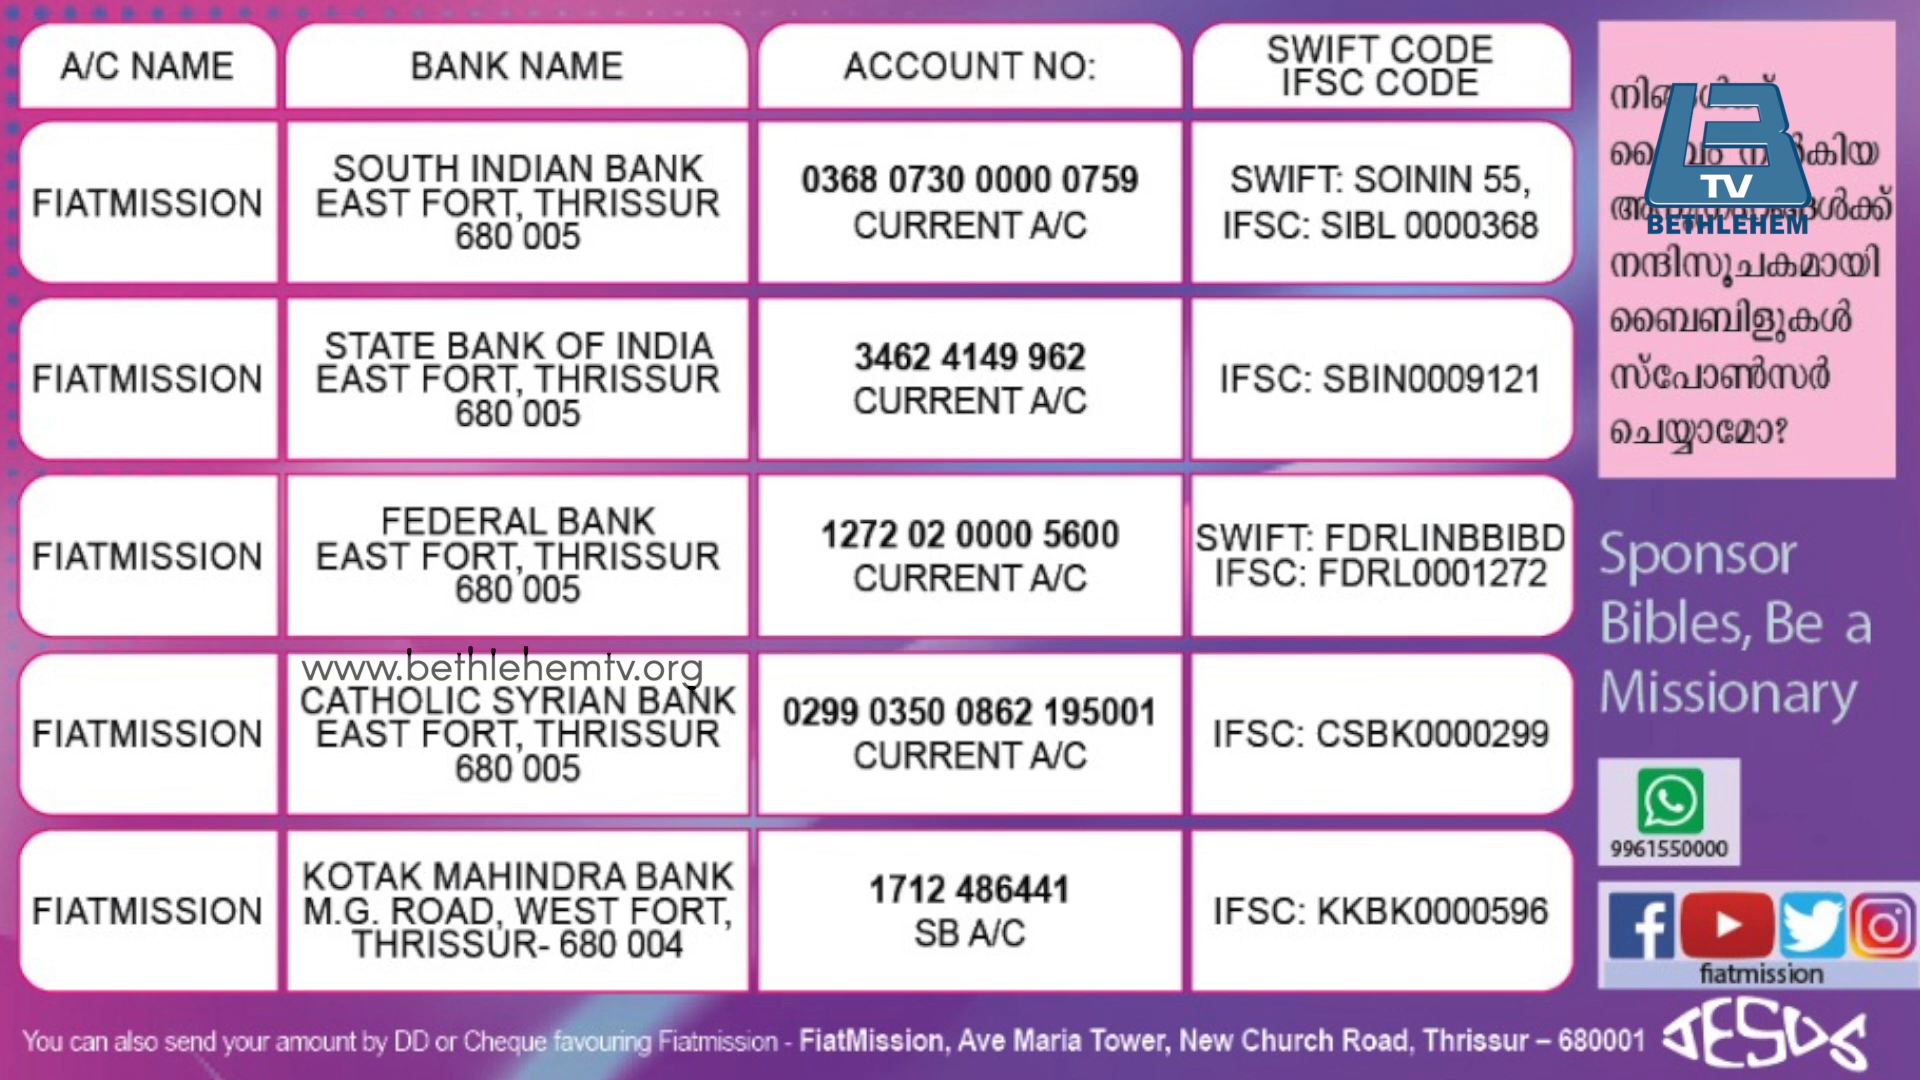 A/C NAME
BANK NAME
ACCOUNT NO:
SWIFT CODE
IFSC CODE
FIATMISSION
SOUTH INDIAN BANK
EAST FORT, THRISSUR
680 005
0368 0730 0000 0759
CURRENT A/C
SWIFT: SOININ 55,
IFSC: SIBL 0000368
FIATMISSION
STATE BANK OF INDIA
EAST FORT, THRISSUR
680 005
3462 4149 962
CURRENT A/C
IFSC: SBIN0009121
FIATMISSION
FEDERAL BANK
EAST FORT, THRISSUR
680 005
1272 02 0000 5600
CURRENT A/C
SWIFT: FDRLINBBIBD
IFSC: FDRL0001272
www.bethlehemtv.org
FIATMISSION
CATHOLIC SYRIAN BANK
EAST FORT, THRISSUR
680 005
0299 0350 0862 195001
CURRENT A/C
IFSC: CSBK0000299
FIATMISSION
KOTAK MAHINDRA BANK
M.G. ROAD, WEST FORT,
THRISSUR- 680 004
1712 486441
SB A/C
IFSC: KKBK0000596
TV
BETHLEHEM
നന്ദിസൂചകമായി
ബൈബിളുകൾ
സ്പോൺസർ
ചെയ്യാമോ?
Sponsor
Bibles, Be a
Missionary
9961550000
fiatmission
You can also send your amount by DD or Cheque favouring Fiatmission - FiatMission, Ave Maria Tower, New Church Road, Thrissur – 680001
JESUS